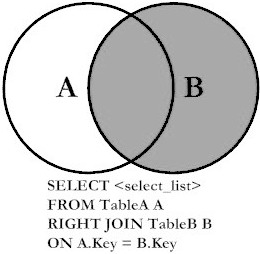 A B
SELECT <select_list>
FROM TableA A
RIGHT JOIN TableB B
ON A.Key = B.Key